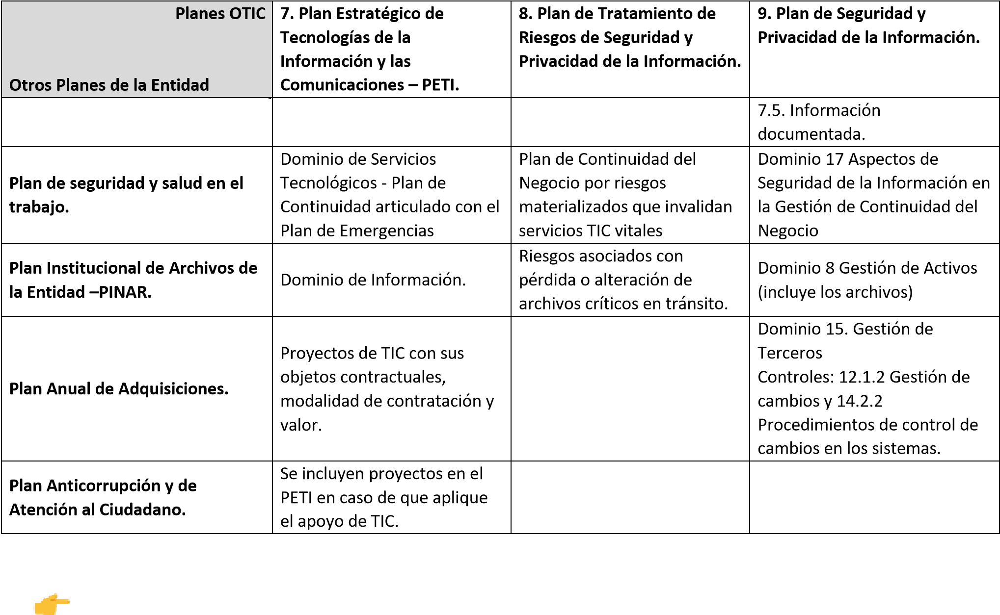 Planes OTIC
Otros Planes de la Entidad
7. Plan Estratégico de
Tecnologías de la
Información y las
Comunicaciones – PETI.
8. Plan de Tratamiento de
Riesgos de Seguridad y
Privacidad de la Información.
9. Plan de Seguridad y
Privacidad de la Información.
7.5. Información
documentada.
Plan de seguridad y salud en el
trabajo.
Dominio de Servicios
Tecnológicos - Plan de
Continuidad articulado con el
Plan de Emergencias
Plan de Continuidad del
Negocio por riesgos
materializados que invalidan
servicios TIC vitales
Dominio 17 Aspectos de
Seguridad de la Información en
la Gestión de Continuidad del
Negocio
Plan Institucional de Archivos de
la Entidad –PINAR.
Dominio de Información.
Riesgos asociados con
pérdida o alteración de
archivos críticos en tránsito.
Dominio 8 Gestión de Activos
(incluye los archivos)
Plan Anual de Adquisiciones.
Proyectos de TIC con sus
objetos contractuales,
modalidad de contratación y
valor.
Dominio 15. Gestión de
Terceros
Controles: 12.1.2 Gestión de
cambios y 14.2.2
Procedimientos de control de
cambios en los sistemas.
Plan Anticorrupción y de
Atención al Ciudadano.
Se incluyen proyectos en el
PETI en caso de que aplique
el apoyo de TIC.